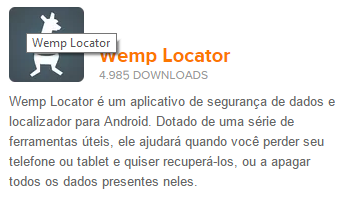 Wemp Locator
Wemp Locator
4.985 DOWNLOADS
Wemp Locator é um aplicativo de segurança de dados e
localizador para Android. Dotado de uma série de
ferramentas úteis, ele ajudará quando você perder seu
telefone ou tablet e quiser recuperá-los, ou a apagar
todos os dados presentes neles.